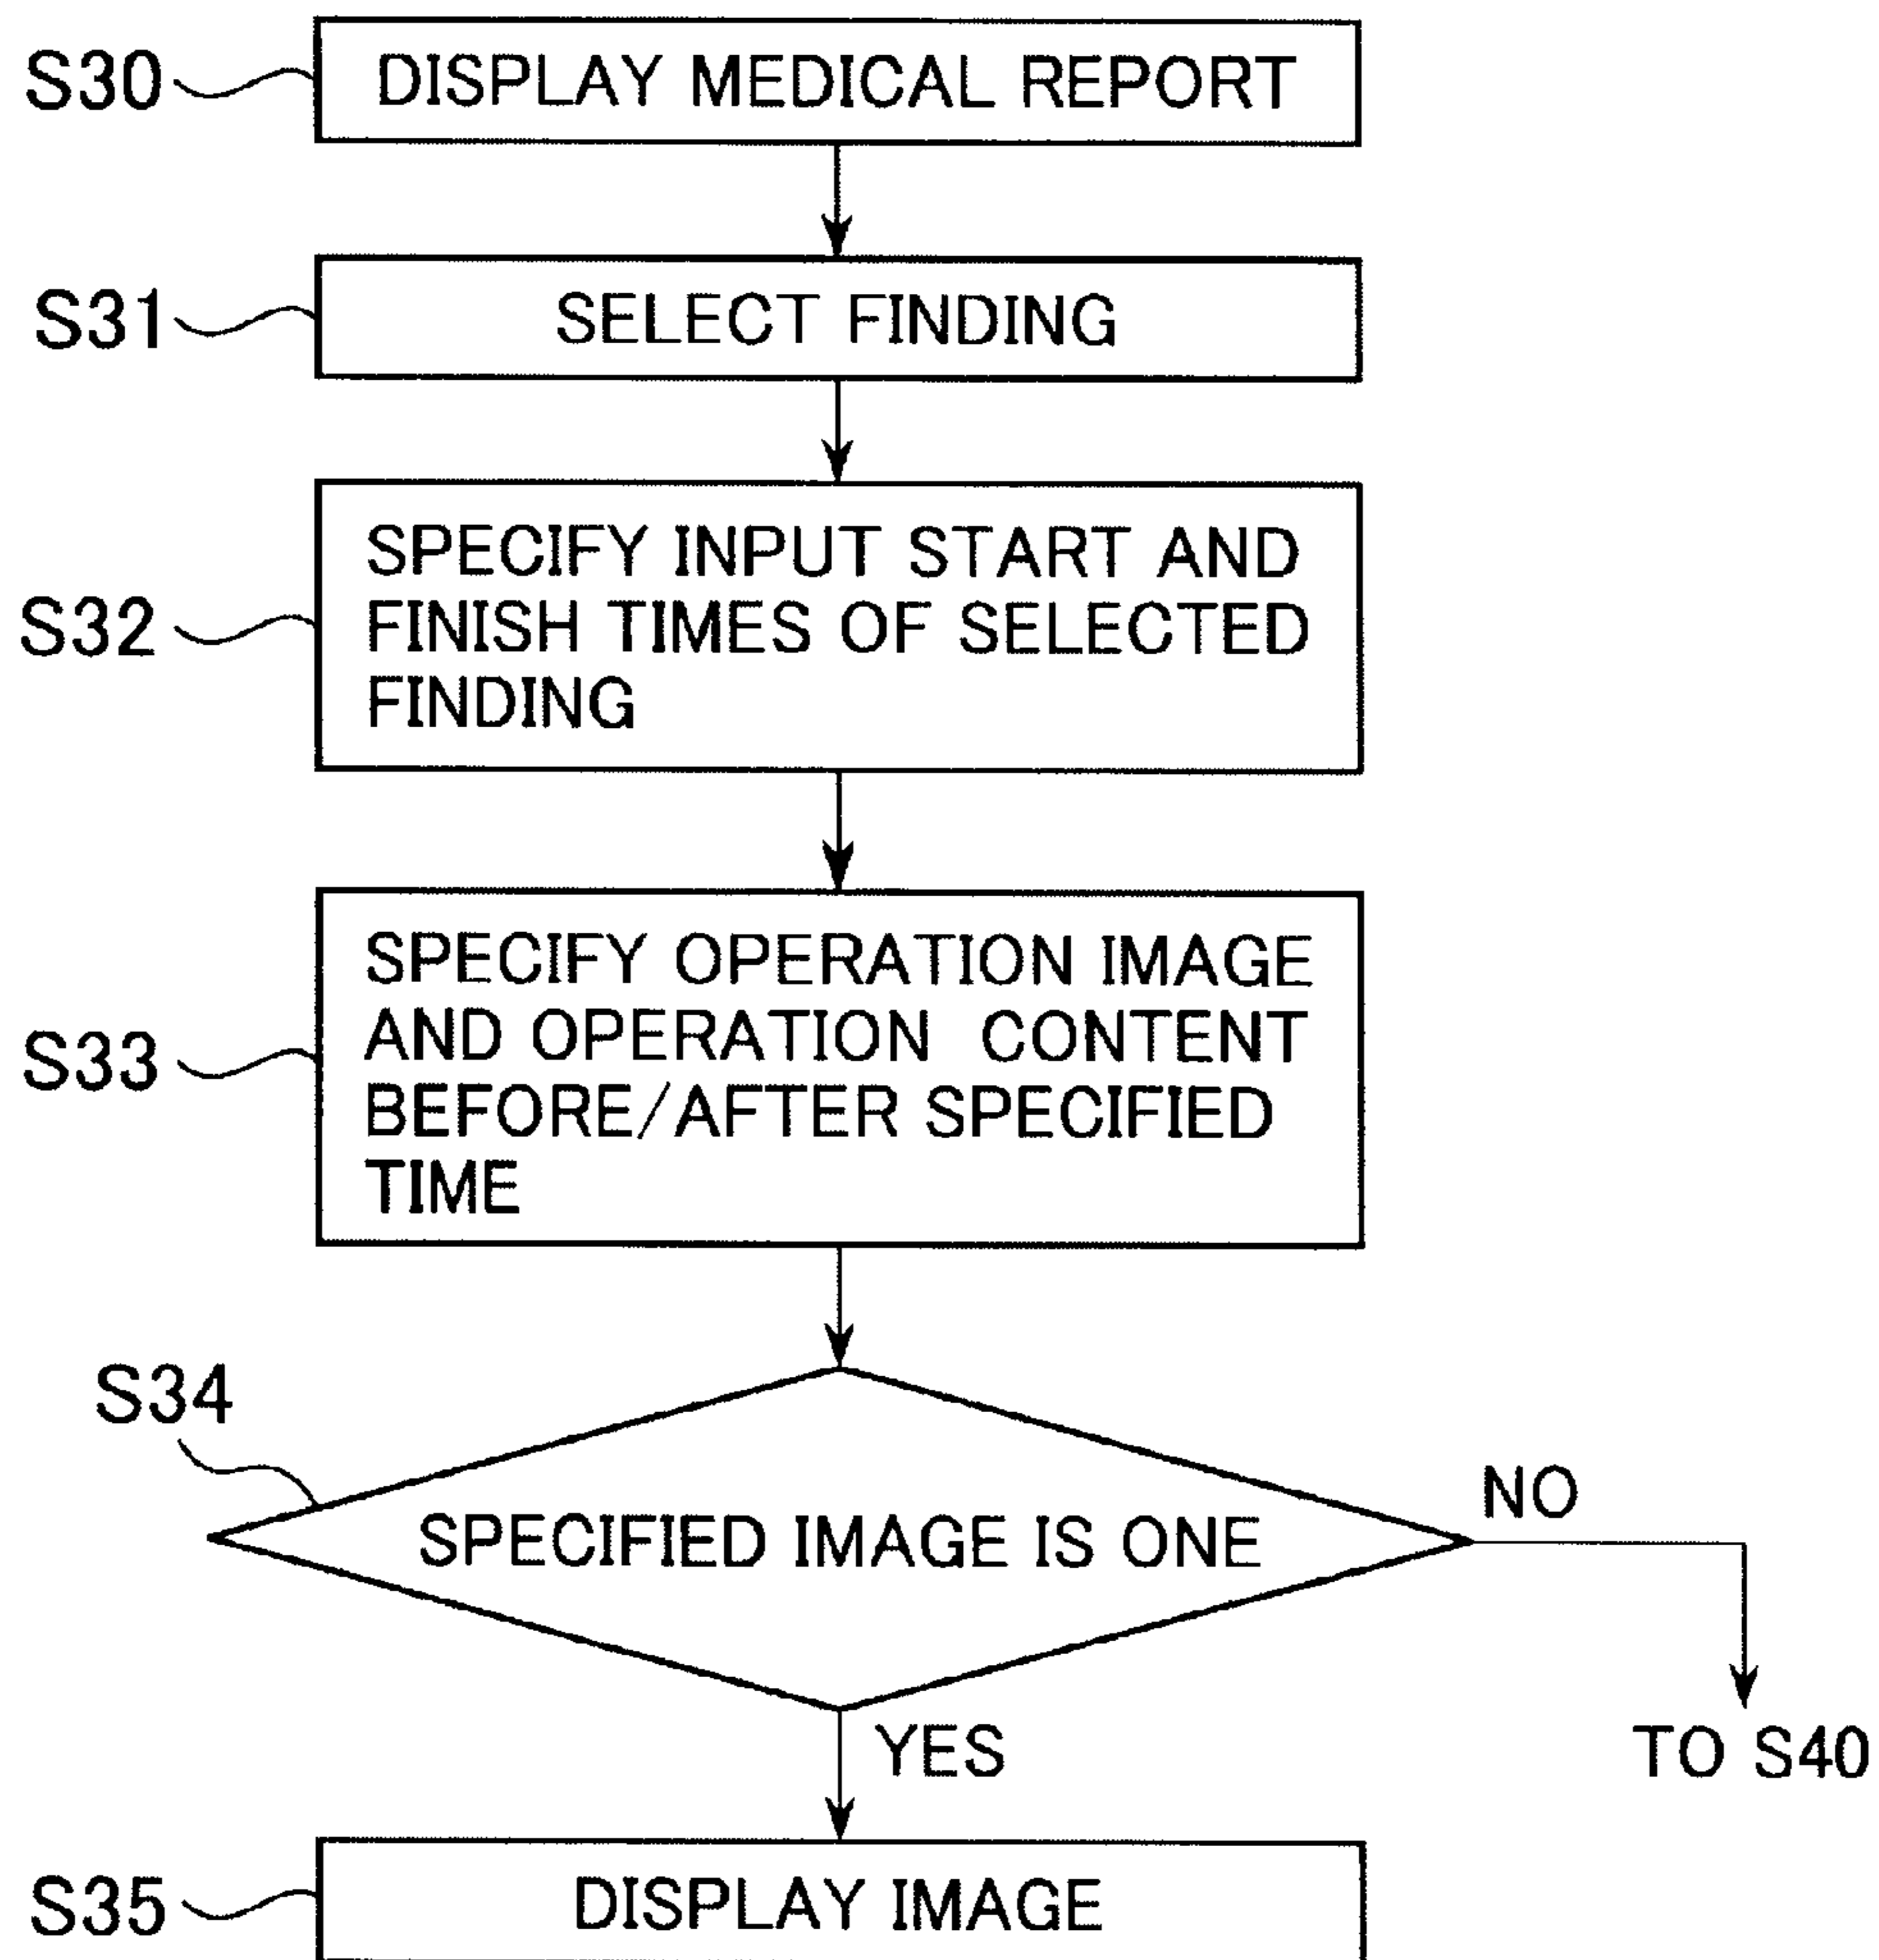 S30
DISPLAY MEDICAL REPORT
S31
SELECT FINDING
S32
SPECIFY INPUT START AND
FINISH TIMES OF SELECTED
FINDING
S33
SPECIFY OPERATION IMAGE
AND OPERATION CONTENT
BEFORE/AFTER SPECIFIED
TIME
S34
SPECIFIED IMAGE IS ONE
NO
TO S40
YES
S35
DISPLAY IMAGE